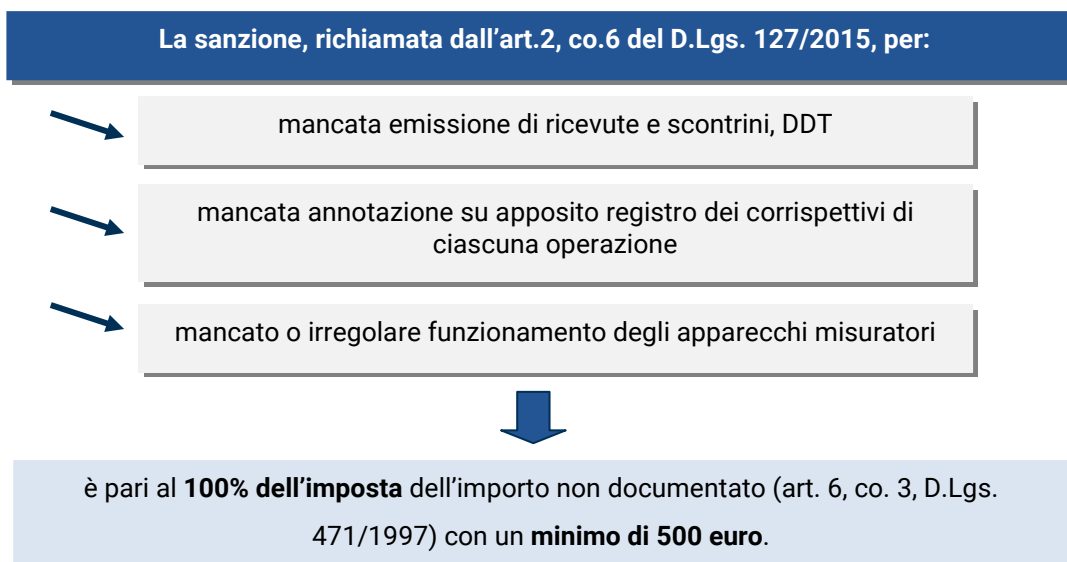 La sanzione, richiamata dall’art.2, co.6 del D.Lgs. 127/2015, per:
mancata emissione di ricevute e scontrini, DDT
mancata annotazione su apposito registro dei corrispettivi di
ciascuna operazione
mancato o irregolare funzionamento degli apparecchi misuratori
è pari al 100% dell’imposta dell’importo non documentato (art. 6, co. 3, D.Lgs.
471/1997) con un minimo di 500 euro.